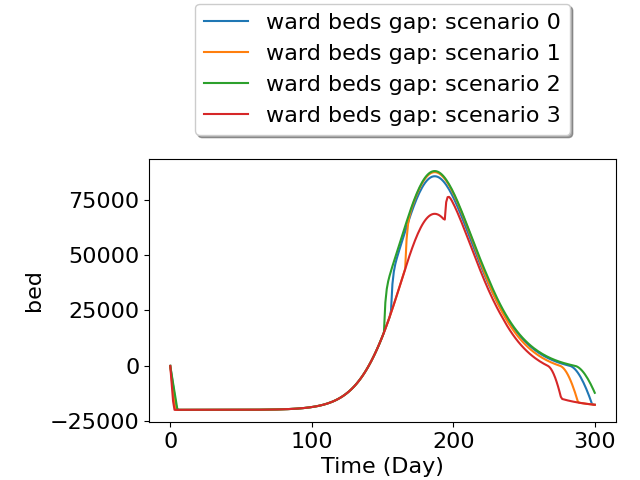 ward beds gap: scenario 0
ward beds gap: scenario 1
ward beds gap: scenario 2
ward beds gap: scenario 3
75000
50000
25000
0
−25000
bed
0 100 200 300
Time (Day)